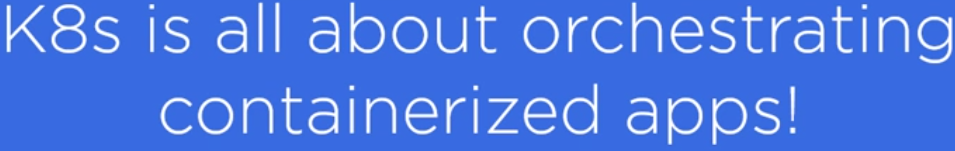 K8s is all about orchestrating
containerized apps!